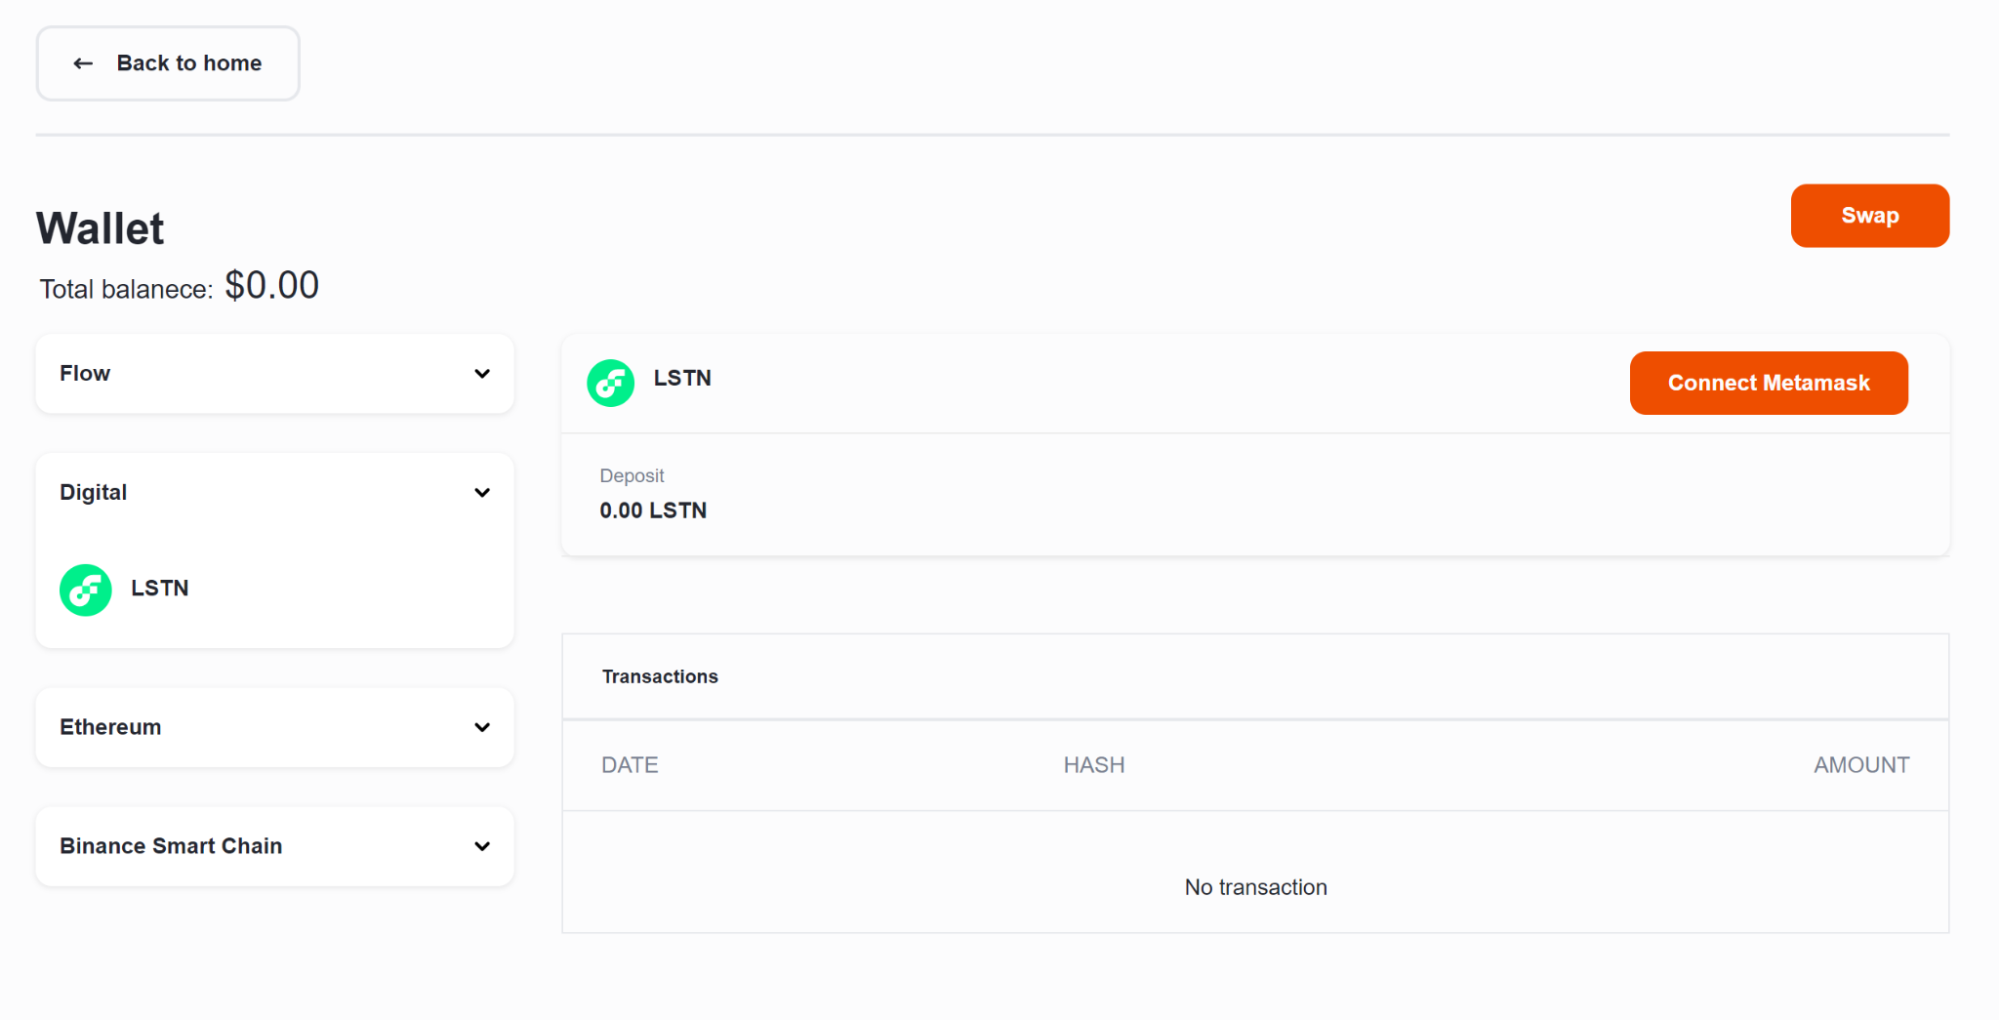 Back to home
Wallet
Swap
Total balanece: $0.00
Flow
Digital
LSTN
Ethereum
Binance Smart Chain
LSTN
Connect Metamask
Deposit
0.00 LSTN
Transactions
DATE HASH AMOUNT
No transaction